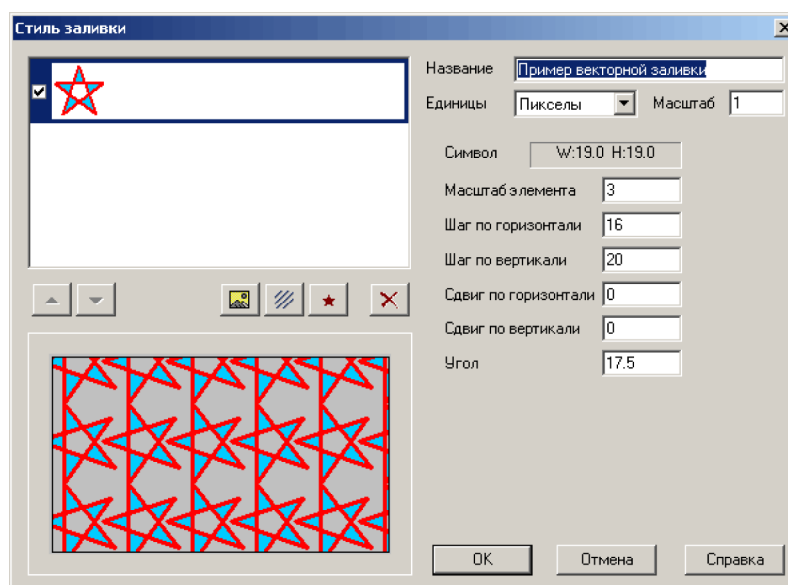 Стиль заливки
Название Пример векторной заливки
Единицы Пикселы Масштаб 1
Символ W:19.0 H:19.0
Масштаб элемента 3
Шаг по горизонтали 16
Шаг по вертикали 20
Сдвиг по горизонтали 0
Сдвиг по вертикали 0
Угол 17.5
OK Отмена Справка